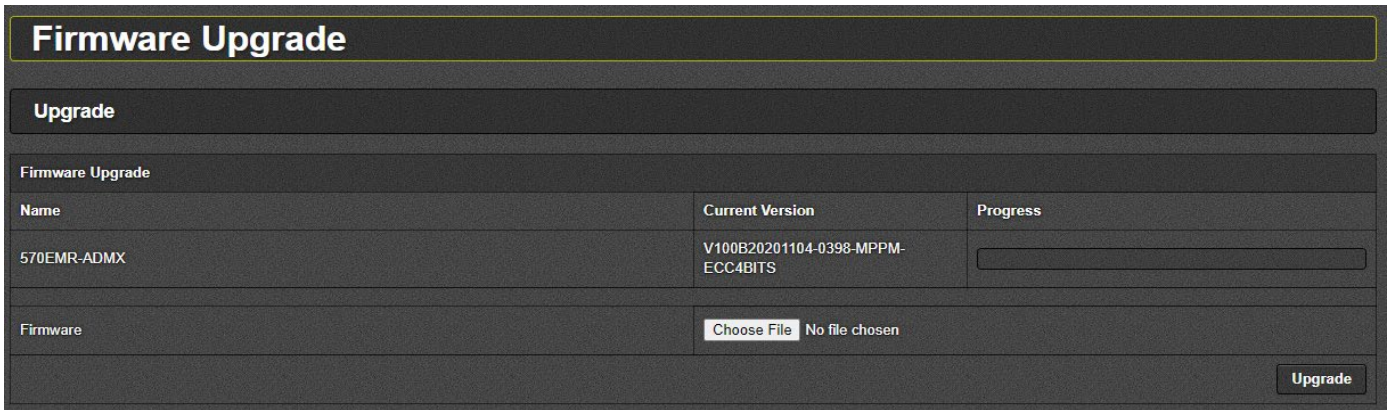 Firmware Upgrade
Upgrade
Firmware Upgrade
Name Current Version Progress
570EMR-ADMX V100B20201104-0398-MPPM-
ECC4BITS
Firmware Choose File No file chosen
Upgrade